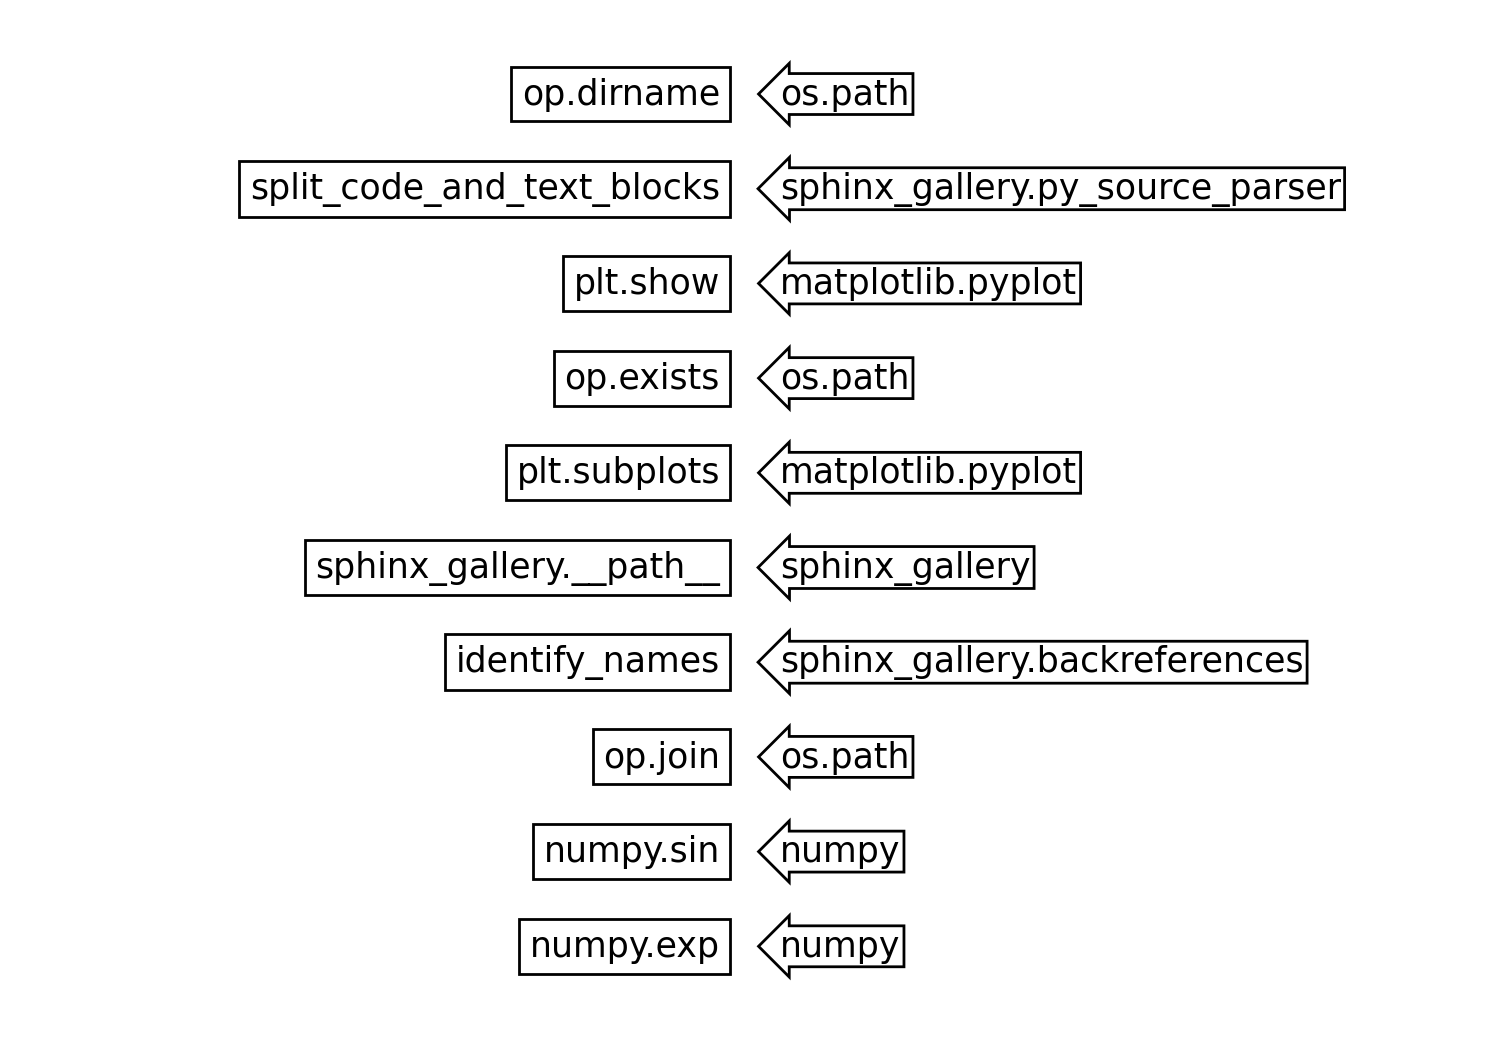 op.dirname os.path
split_code_and_text_blocks sphinx_gallery.py_source_parser
plt.show matplotlib.pyplot
op.exists os.path
plt.subplots matplotlib.pyplot
sphinx_gallery.__path__ sphinx_gallery
identify_names sphinx_gallery.backreferences
op.join os.path
numpy.sin numpy
numpy.exp numpy